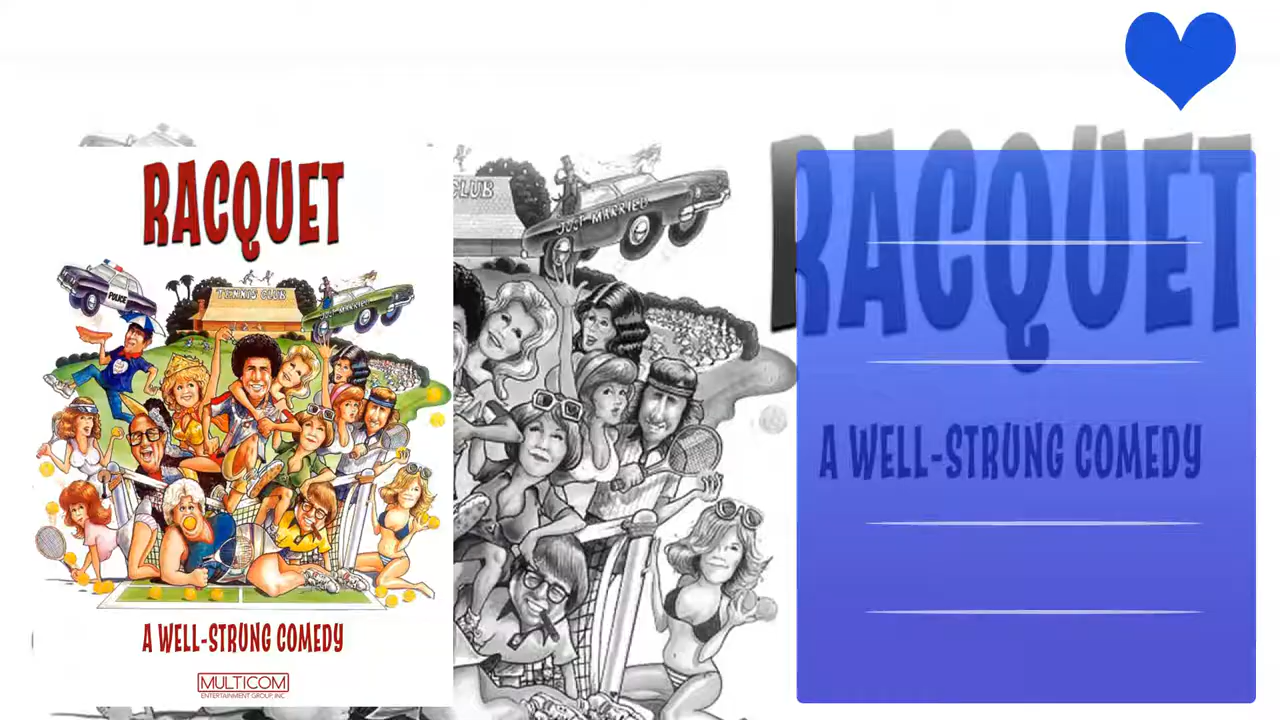 RACQUET
POLICE
TENNIS CLUB
JUST MARRIED
A WELL-STRUNG COMEDY
MULTICOM
ENTERTAINMENT GROUP, INC
CLUB
JUST MARRIED
RACQUET
A WELL-STRUNG COMEDY